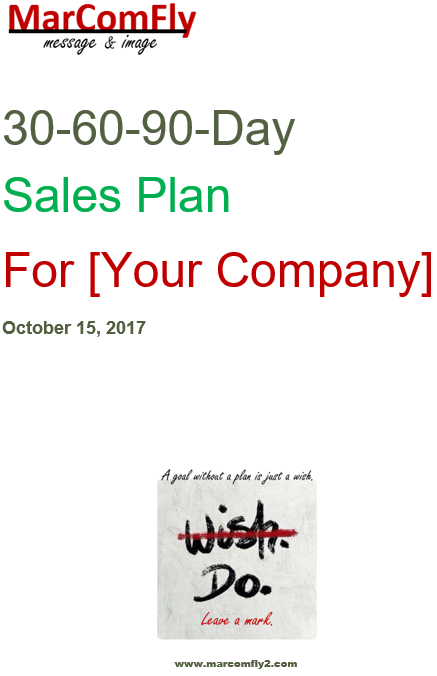 MarComFly
message & image
30-60-90-Day
Sales Plan
For [Your Company]
October 15, 2017
A goal without a plan is just a wish.
Wish.
Do.
Leave a mark.
www.marcomfly2.com